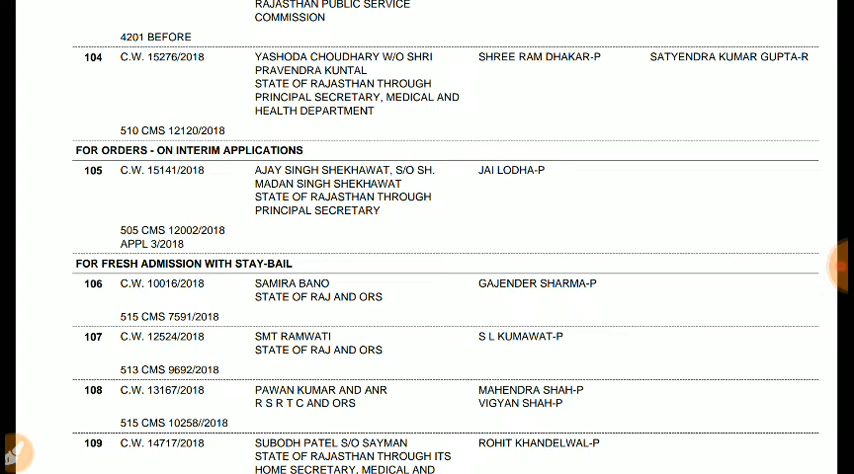 RAJASTHAN PUBLIC SERVICE
COMMISSION
4201 BEFORE
104 C.W. 15276/2018 YASHODA CHOUDHARY W/O SHRI SHREE RAM DHAKAR-P SATYENDRA KUMAR GUPTA-R
PRAVENDRA KUNTAL
STATE OF RAJASTHAN THROUGH
PRINCIPAL SECRETARY, MEDICAL AND
HEALTH DEPARTMENT
510 CMS 12120/2018
FOR ORDERS - ON INTERIM APPLICATIONS
105 C.W. 15141/2018 AJAY SINGH SHEKHAWAT, S/O SH. JAI LODHA-P
MADAN SINGH SHEKHAWAT
STATE OF RAJASTHAN THROUGH
PRINCIPAL SECRETARY
505 CMS 12002/2018
APPL 3/2018
FOR FRESH ADMISSION WITH STAY-BAIL
106 C.W. 10016/2018 SAMIRA BANO GAJENDER SHARMA-P
STATE OF RAJ AND ORS
515 CMS 7591/2018
107 C.W. 12524/2018 SMT RAMWATI S L KUMAWAT-P
STATE OF RAJ AND ORS
513 CMS 9692/2018
108 C.W. 13167/2018 PAWAN KUMAR AND ANR MAHENDRA SHAH-P
R S R T C AND ORS VIGYAN SHAH-P
515 CMS 10258//2018
109 C.W. 14717/2018 SUBODH PATEL S/O SAYMAN ROHIT KHANDELWAL-P
STATE OF RAJASTHAN THROUGH ITS
HOME SECRETARY, MEDICAL AND